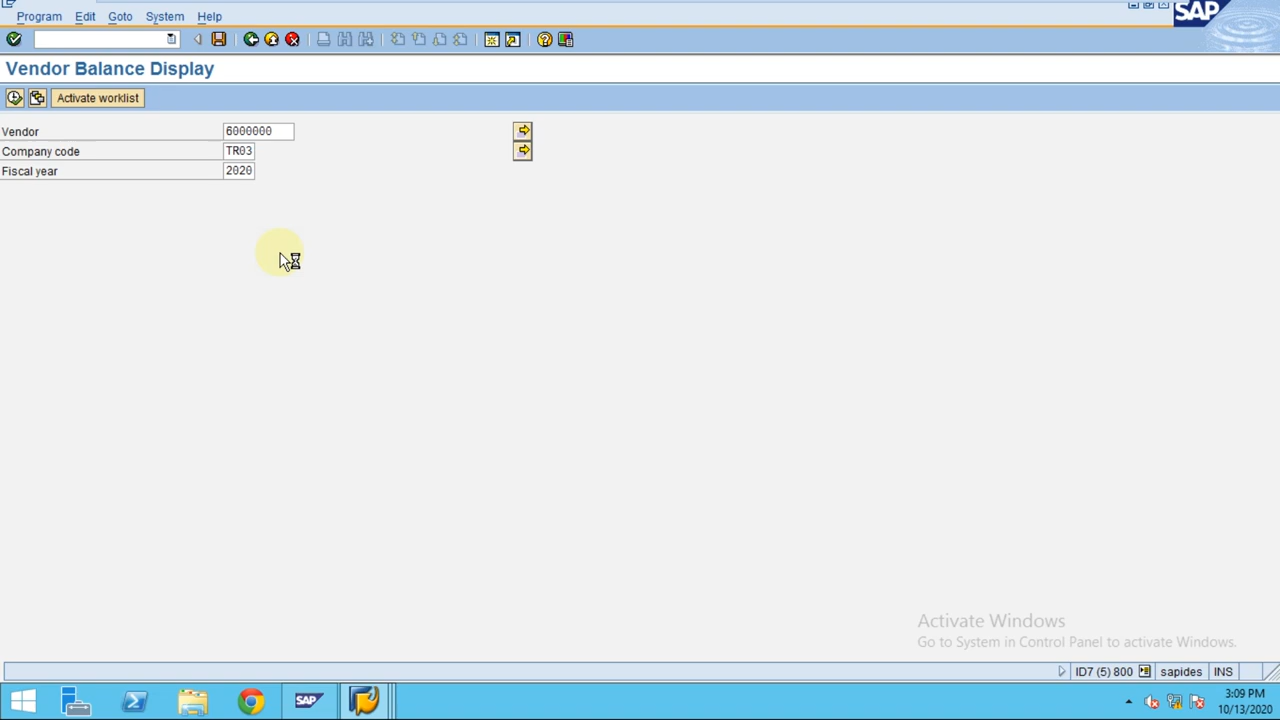 Program Edit Goto System Help
SAP
Vendor Balance Display
Activate worklist
Vendor 6000000
Company code TR03
Fiscal year 2020
Activate Windows
Go to System in Control Panel to activate Windows.
ID7 (5) 800 sapides INS
SAP
3:09 PM
10/13/2020